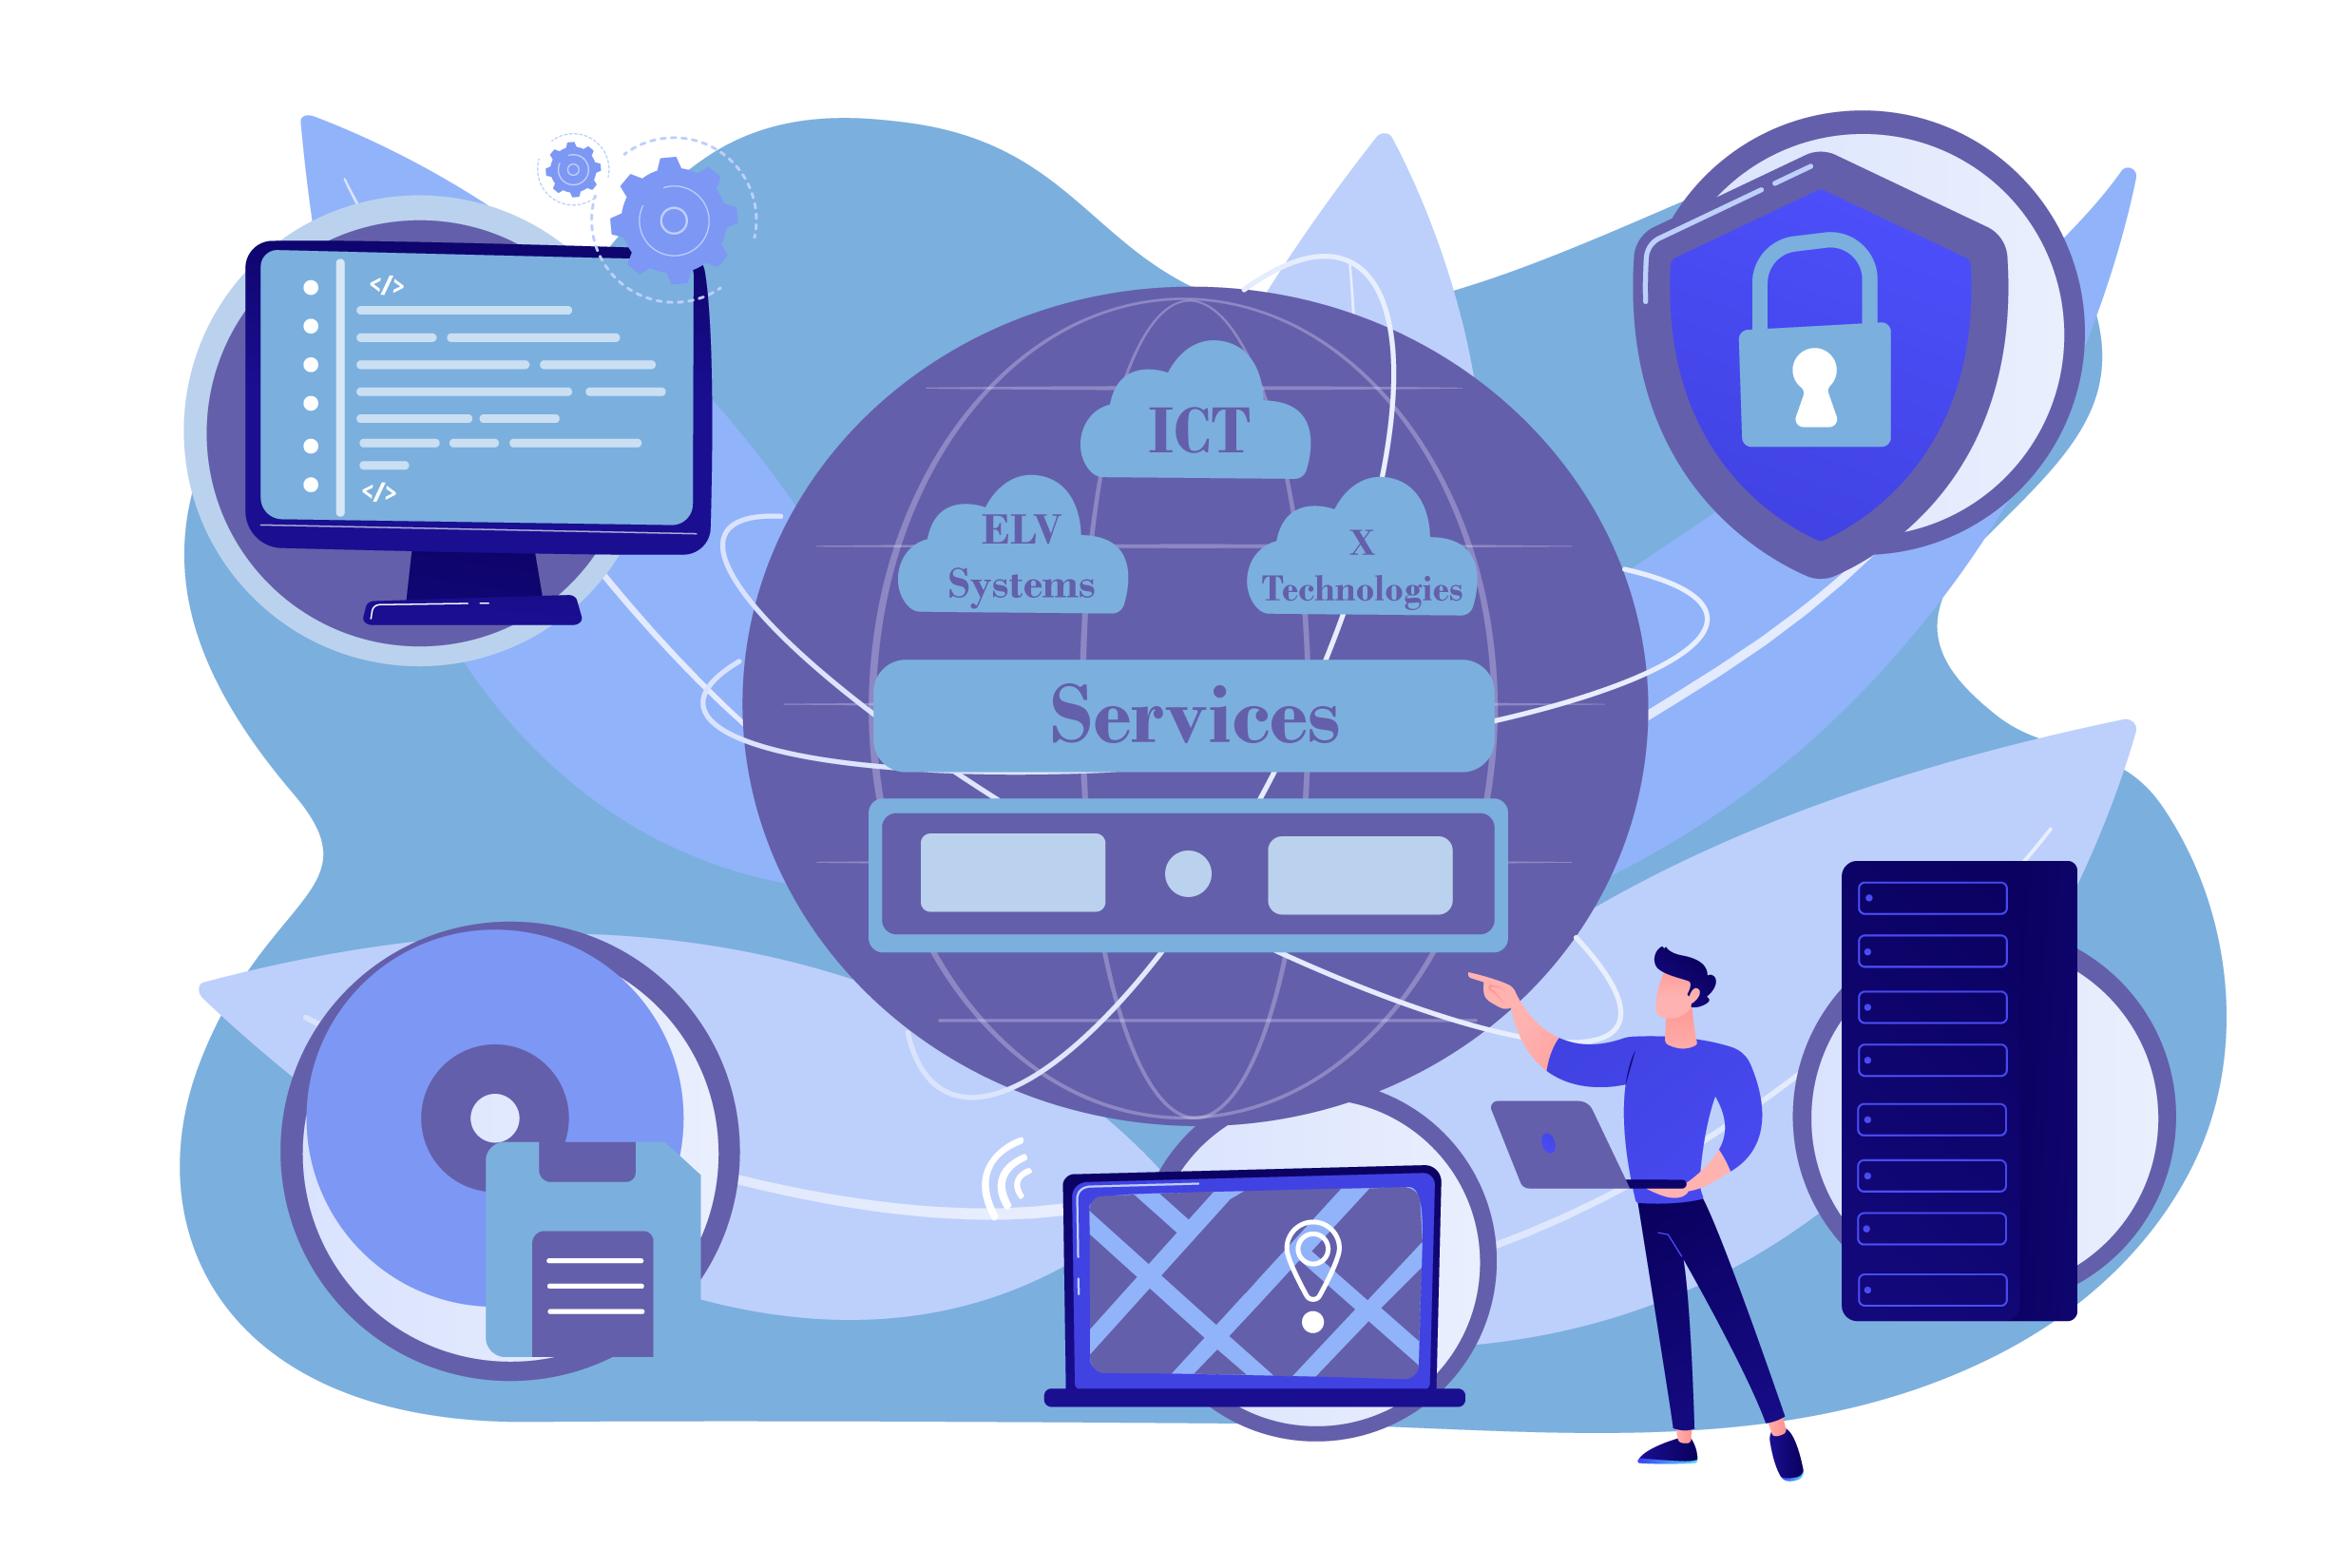 </>
ICT
ELV
Systems
X
Technologies
Services
</>